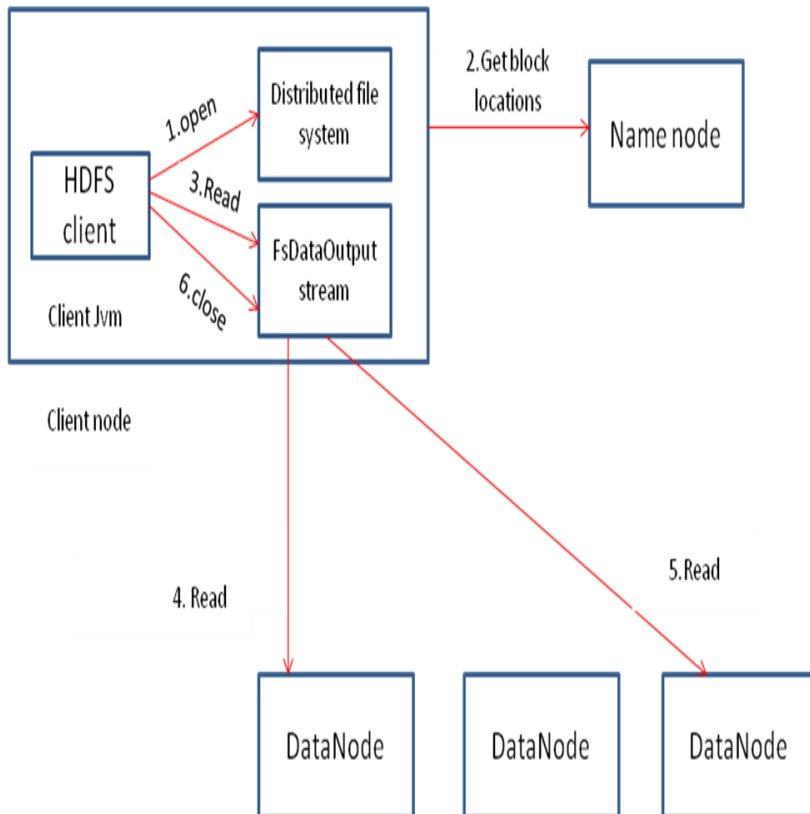 Distributed file
system
2.Get block
locations
Name node
1.open
HDFS
client
3.Read
FsDataOutput
stream
6.close
Client Jvm
Client node
4. Read
5.Read
DataNode
DataNode
DataNode